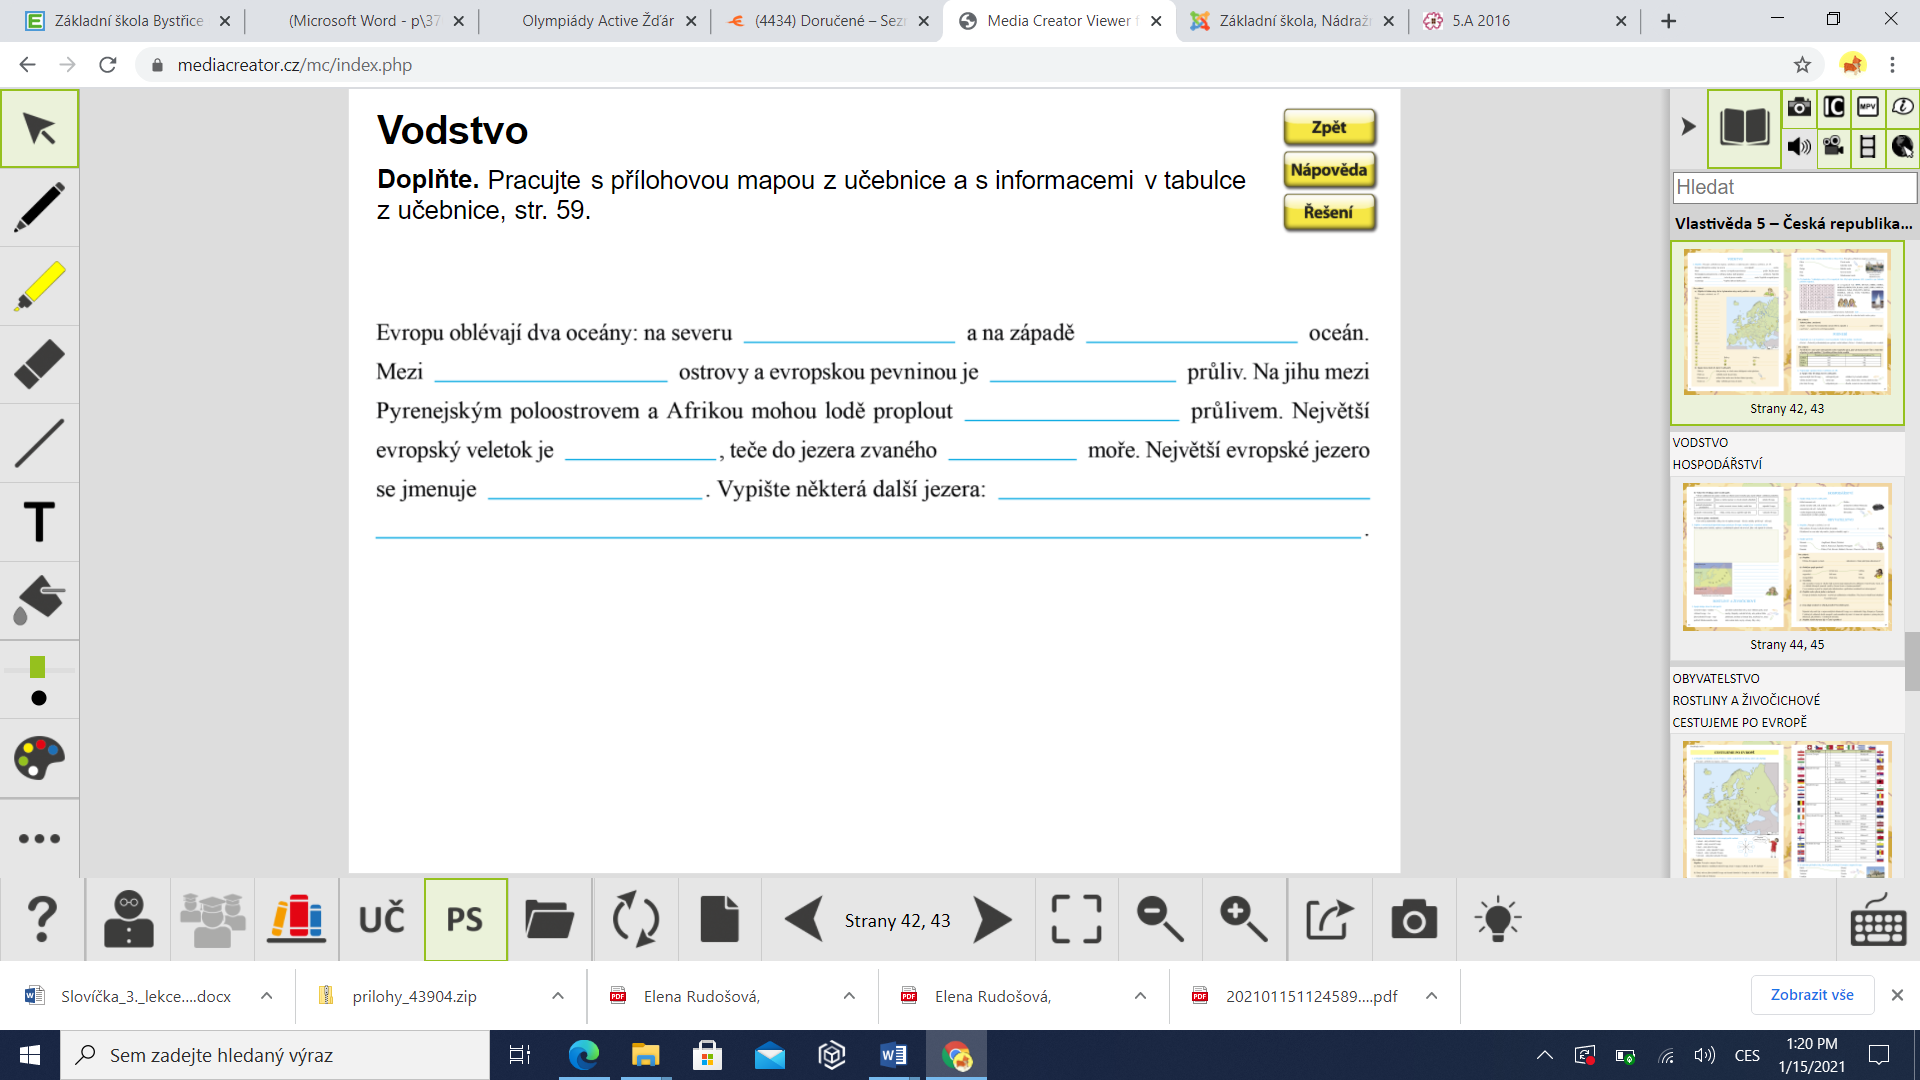 Základní škola Bystřice
(Microsoft Word - p\37
Olympiády Active Žďár
(4434) Doručené – Sezn
Media Creator Viewer f
Základní škola, Nádraž
5.A 2016
mediacreator.cz/mc/index.php
Vodstvo
Doplňte. Pracujte s přílohovou mapou z učebnice a s informacemi v tabulce
z učebnice, str. 59.
Zpět
Nápověda
Řešení
Evropu oblévají dva oceány: na severu a na západě oceán.
Mezi ostrovy a evropskou pevninou je průliv. Na jihu mezi
Pyrenejským poloostrovem a Afrikou mohou lodě proplout průlivem. Největší
evropský veletok je , teče do jezera zvaného moře. Největší evropské jezero
se jmenuje . Vypište některá další jezera:
.
T
IC
MPV
i
Hledat
Vlastivěda 5 – Česká republika...
Strany 42, 43
VODSTVO
HOSPODÁŘSTVÍ
Strany 44, 45
OBYVATELSTVO
ROSTLINY A ŽIVOČICHOVÉ
CESTUJEME PO EVROPĚ
?
UČ
PS
Strany 42, 43
Slovíčka_3._lekce....docx
prilohy_43904.zip
Elena Rudošová,
Elena Rudošová,
202101151124589....pdf
Zobrazit vše
Sem zadejte hledaný výraz
CES
1:20 PM
1/15/2021